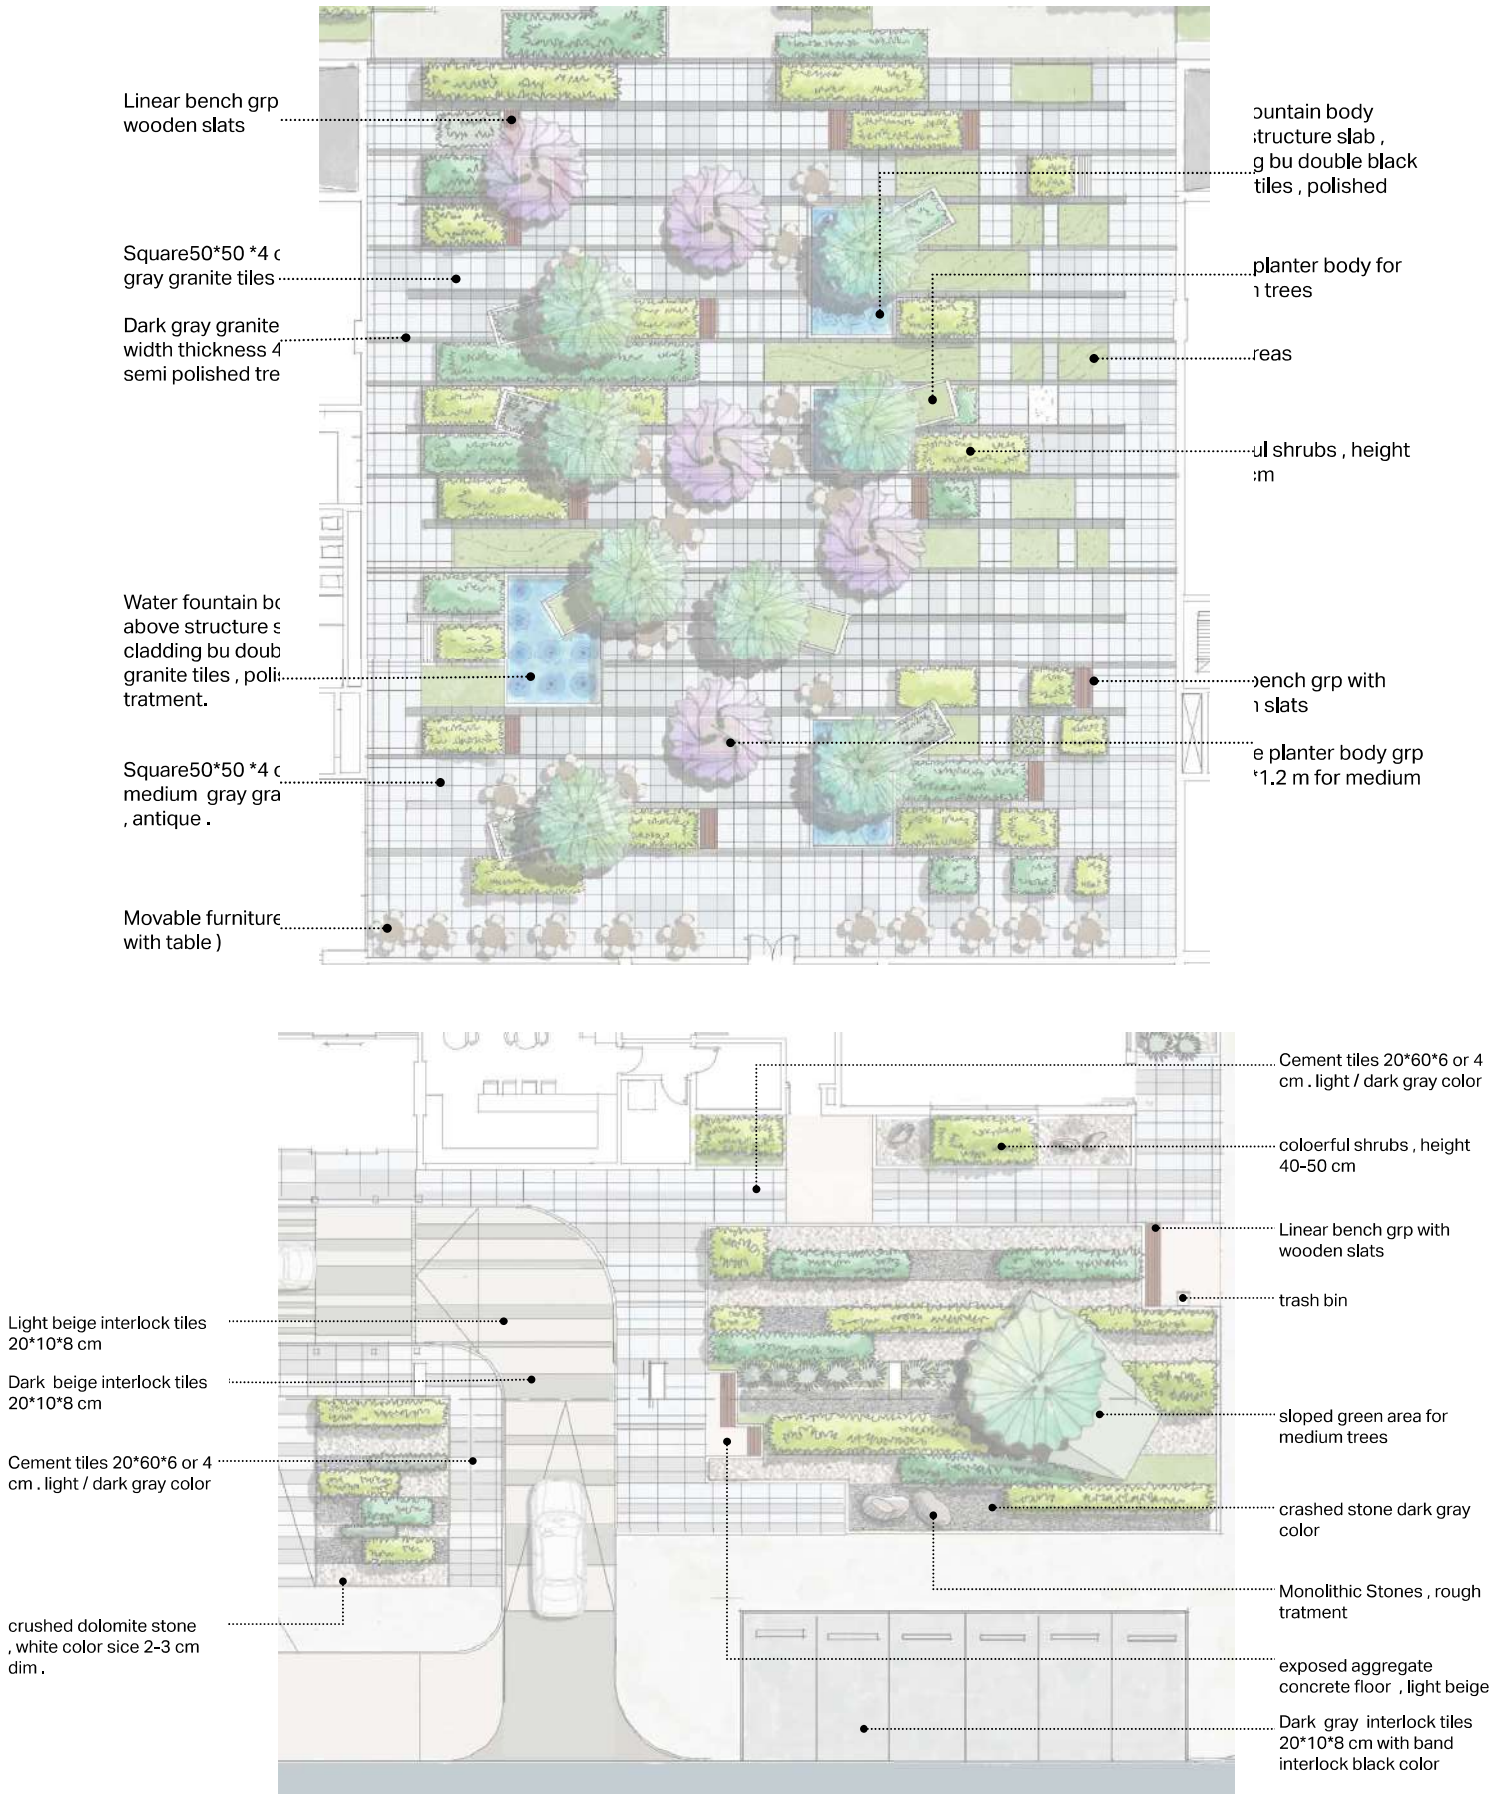 Linear bench grp
wooden slats
Square50*50 *4
gray granite tiles
Dark gray granite
width thickness 4
semi polished
Water fountain
above structure
cladding bu
granite tiles ,
tratment.
Square50*50 *4
medium gray
, antique .
Movable furniture
with table )
body
structure slab ,
bu double black
tiles , polished
planter body for
trees
shrubs , height
cm
bench grp with
slats
planter body grp
*1.2 m for medium
Light beige interlock tiles
20*10*8 cm
Dark beige interlock tiles
20*10*8 cm
Cement tiles 20*60*6 or 4
cm . light / dark gray color
crushed dolomite stone
, white color sice 2-3 cm
dim .
Cement tiles 20*60*6 or 4
cm . light / dark gray color
coloerful shrubs , height
40-50 cm
Linear bench grp with
wooden slats
trash bin
sloped green area for
medium trees
crashed stone dark gray
color
Monolithic Stones , rough
tratment
exposed aggregate
concrete floor , light beige
Dark gray interlock tiles
20*10*8 cm with band
interlock black color